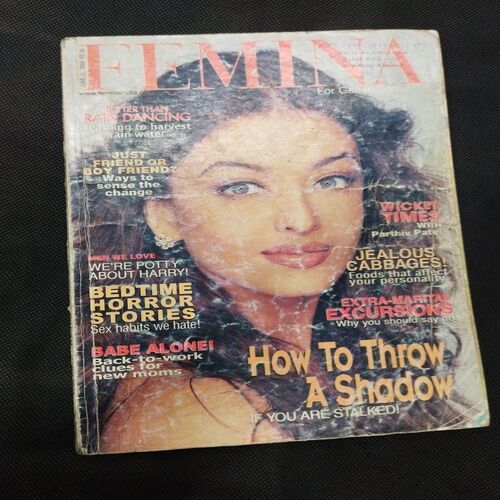 FEMINA
www.feminaindia.
For Gene
BETTER THAN
RAIN DANCING
Learning to harvest
rain water
JUST
FRIEND OR
BOY FRIEND?
Ways to
sense the
change
WICKET
TIMES
With
Parthiv Patel
MEN WE LOVE
WE'RE POTTY
ABOUT HARRY!
JEALOUS
CABBAGES!
Foods that affect
your personality
BEDTIME
HORROR
STORIES
Sex habits we hate!
EXTRA-MARITAL
EXCURSIONS
Why you should say no
BABE ALONE!
Back-to-work
clues for
new moms
How To Throw
A Shadow
IF YOU ARE STALKED!